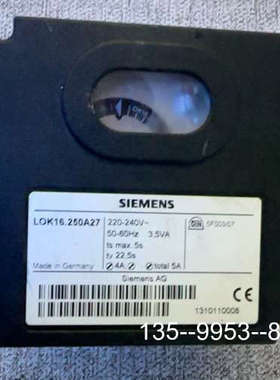 SIEMENS
LOK16.250A27
220-240V~
50-60Hz 3.5VA
ts max. 5s
tv 22.5s
4A total 5A
Made in Germany
Siemens AG
CE
1310110008
135--9953--8